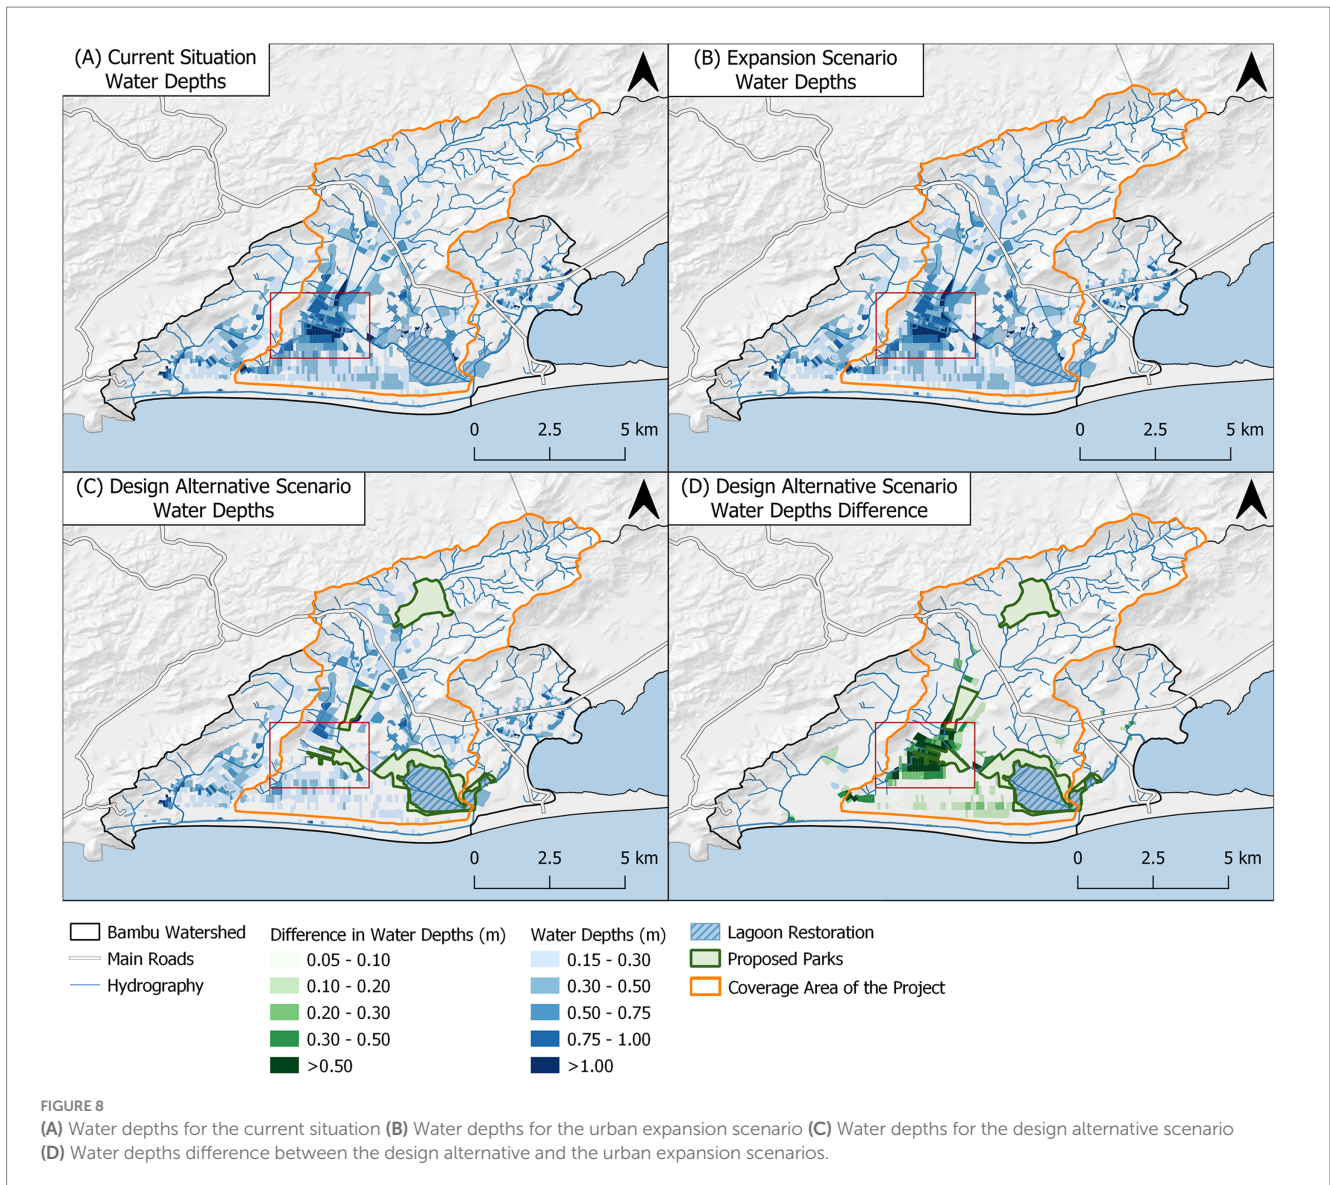 (A) Current Situation
Water Depths
(B) Expansion Scenario
Water Depths
0 2.5 5 km
0 2.5 5 km
(C) Design Alternative Scenario
Water Depths
(D) Design Alternative Scenario
Water Depths Difference
0 2.5 5 km
0 2.5 5 km
Bambu Watershed
Main Roads
Hydrography
Difference in Water Depths (m)
0.05 - 0.10
0.10 - 0.20
0.20 - 0.30
0.30 - 0.50
>0.50
Water Depths (m)
0.15 - 0.30
0.30 - 0.50
0.50 - 0.75
0.75 - 1.00
>1.00
Lagoon Restoration
Proposed Parks
Coverage Area of the Project
FIGURE 8
(A) Water depths for the current situation (B) Water depths for the urban expansion scenario (C) Water depths for the design alternative scenario
(D) Water depths difference between the design alternative and the urban expansion scenarios.